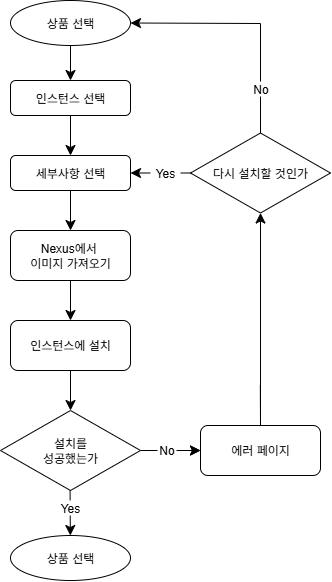 상품 선택
No
인스턴스 선택
세부사항 선택
Yes
다시 설치할 것인가
Nexus에서
이미지 가져오기
인스턴스에 설치
설치를
성공했는가
No
에러 페이지
Yes
상품 선택